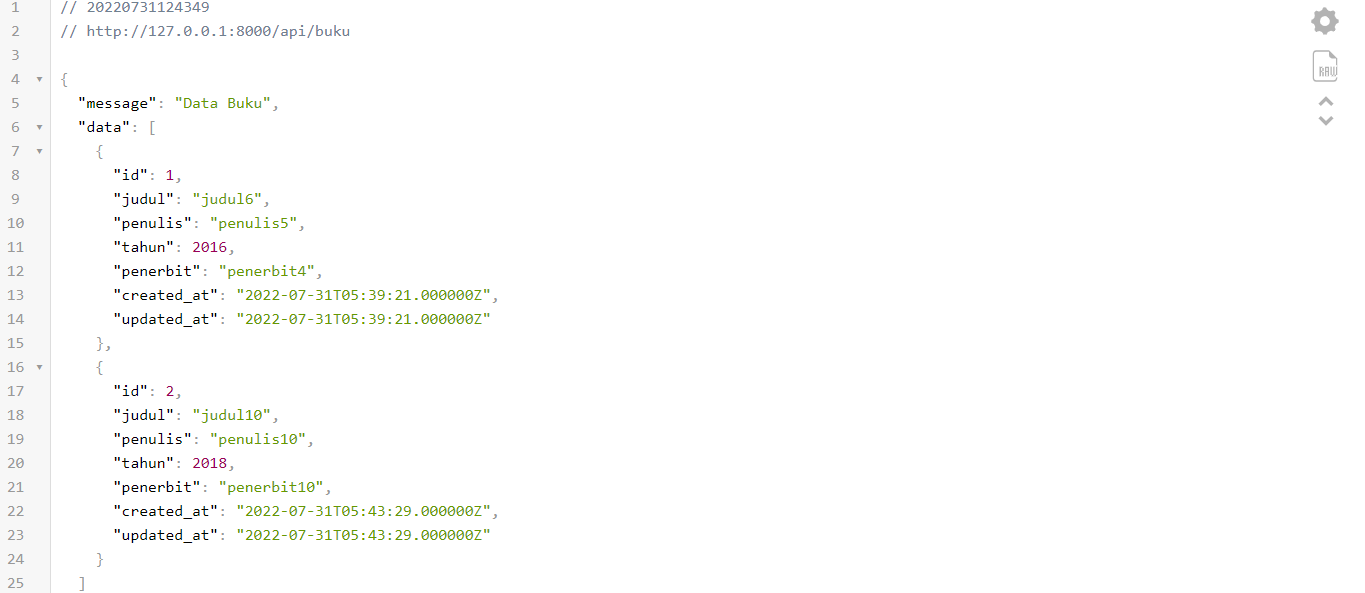 1 // 20220731124349
2 // http://127.0.0.1:8000/api/buku
3
4 {
5 "message": "Data Buku",
6 "data": [
7 {
8 "id": 1,
9 "judul": "judul6",
10 "penulis": "penulis5",
11 "tahun": 2016,
12 "penerbit": "penerbit4",
13 "created_at": "2022-07-31T05:39:21.000000Z",
14 "updated_at": "2022-07-31T05:39:21.000000Z"
15 },
16 {
17 "id": 2,
18 "judul": "judul10",
19 "penulis": "penulis10",
20 "tahun": 2018,
21 "penerbit": "penerbit10",
22 "created_at": "2022-07-31T05:43:29.000000Z",
23 "updated_at": "2022-07-31T05:43:29.000000Z"
24 }
25 ]
RAW